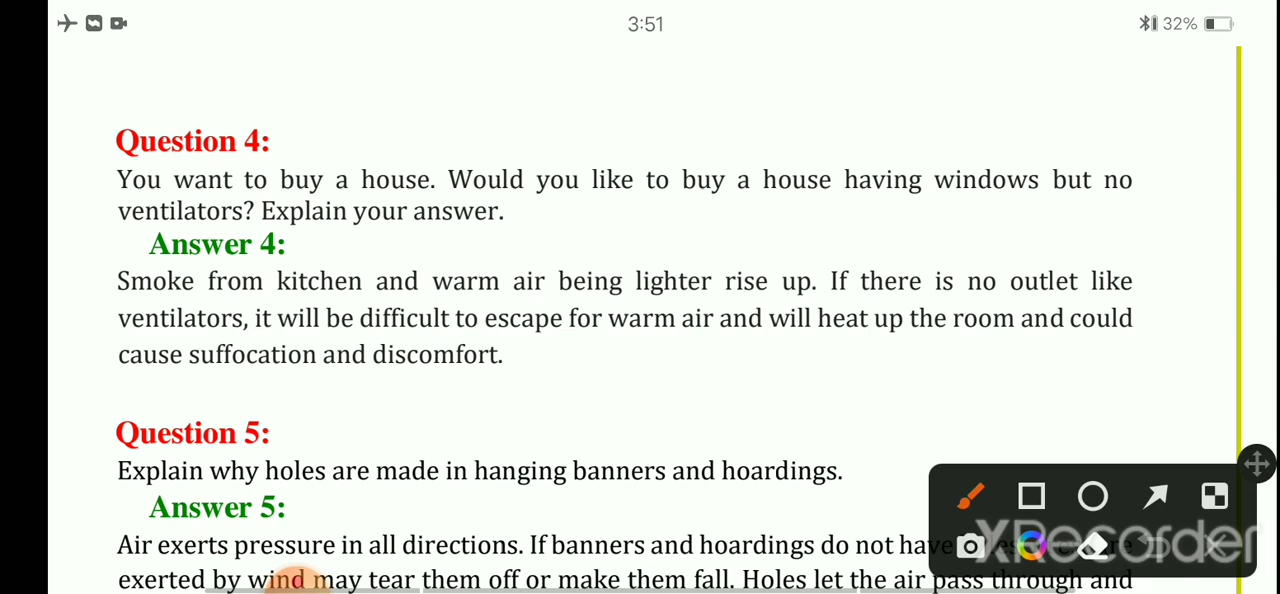 3:51
32%
Question 4:
You want to buy a house. Would you like to buy a house having windows but no
ventilators? Explain your answer.
Answer 4:
Smoke from kitchen and warm air being lighter rise up. If there is no outlet like
ventilators, it will be difficult to escape for warm air and will heat up the room and could
cause suffocation and discomfort.
Question 5:
Explain why holes are made in hanging banners and hoardings.
Answer 5:
Air exerts pressure in all directions. If banners and hoardings do not have
exerted by wind may tear them off or make them fall. Holes let the air pass through and
XRecorder